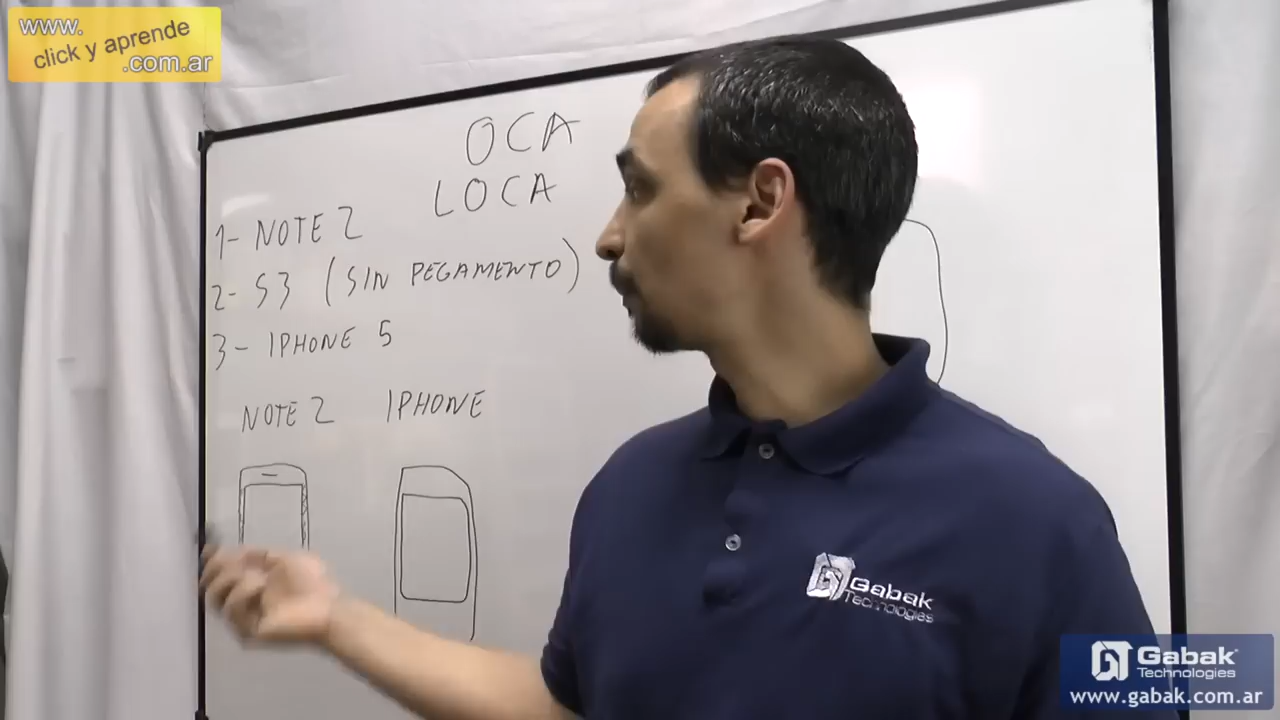 www.
click y aprende
.com.ar
OCA
LOCA
1- NOTE 2
2- S3 (SIN PEGAMENTO)
3- IPHONE 5
NOTE 2 IPHONE
Gabak
Technologies
Gabak
Technologies
www.gabak.com.ar